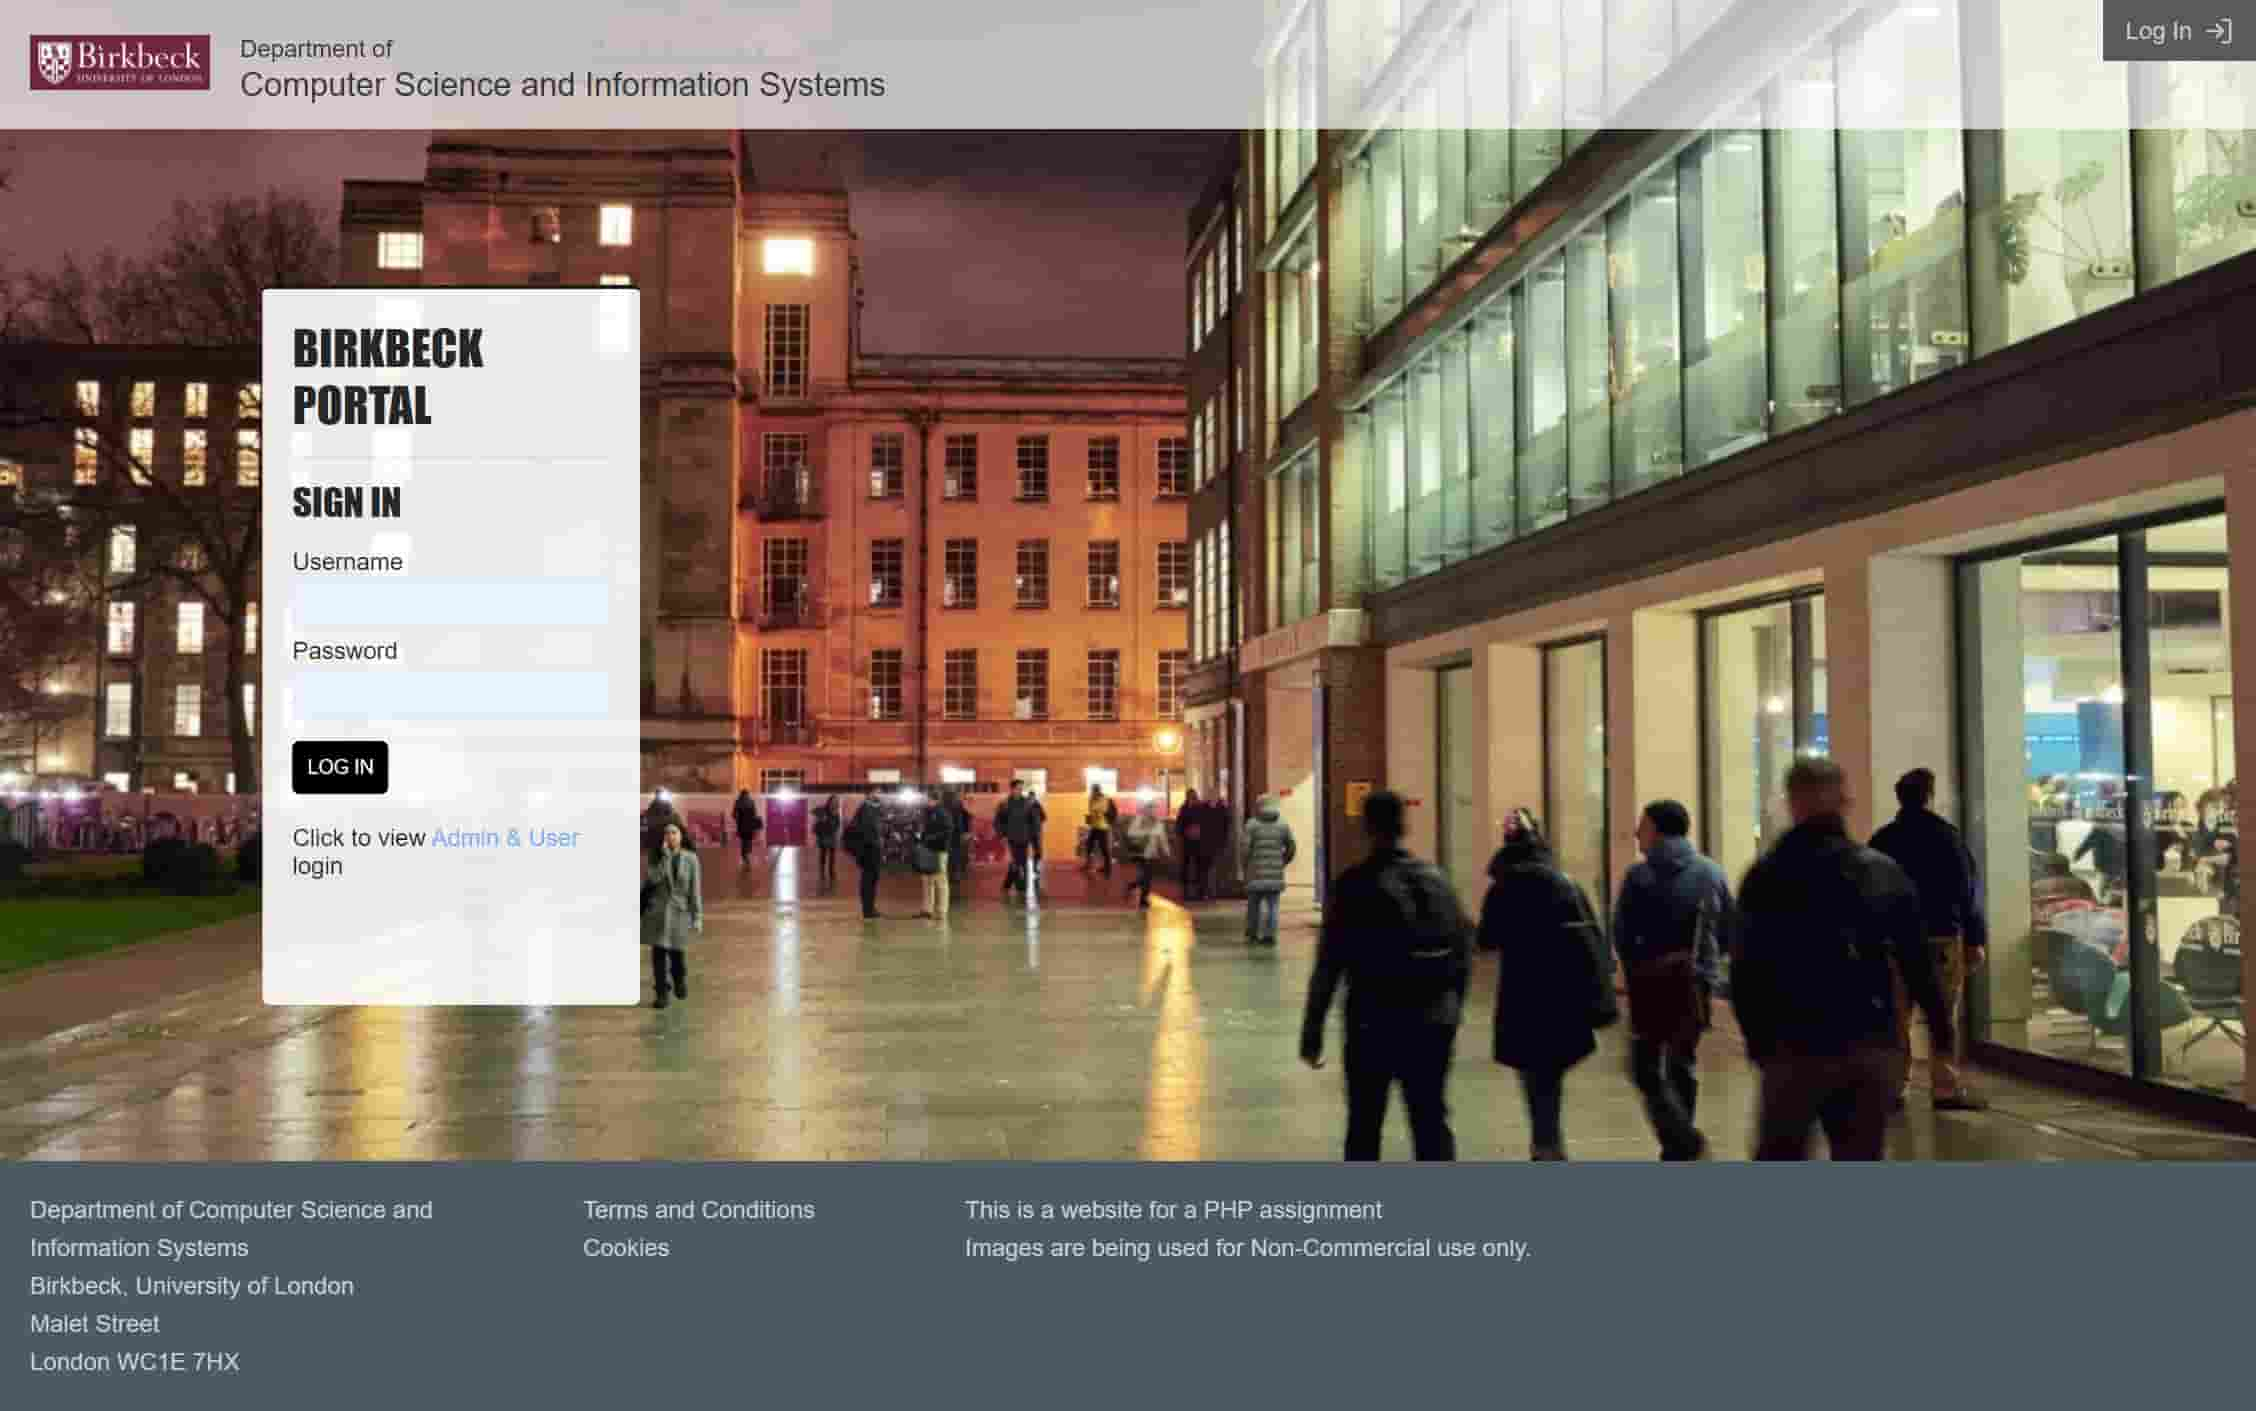 Birkbeck
UNIVERSITY OF LONDON
Department of
Computer Science and Information Systems
Log In
BIRKBECK
PORTAL
SIGN IN
Username
Password
LOG IN
Click to view Admin & User
login
Department of Computer Science and
Information Systems
Birkbeck, University of London
Malet Street
London WC1E 7HX
Terms and Conditions
Cookies
This is a website for a PHP assignment
Images are being used for Non-Commercial use only.